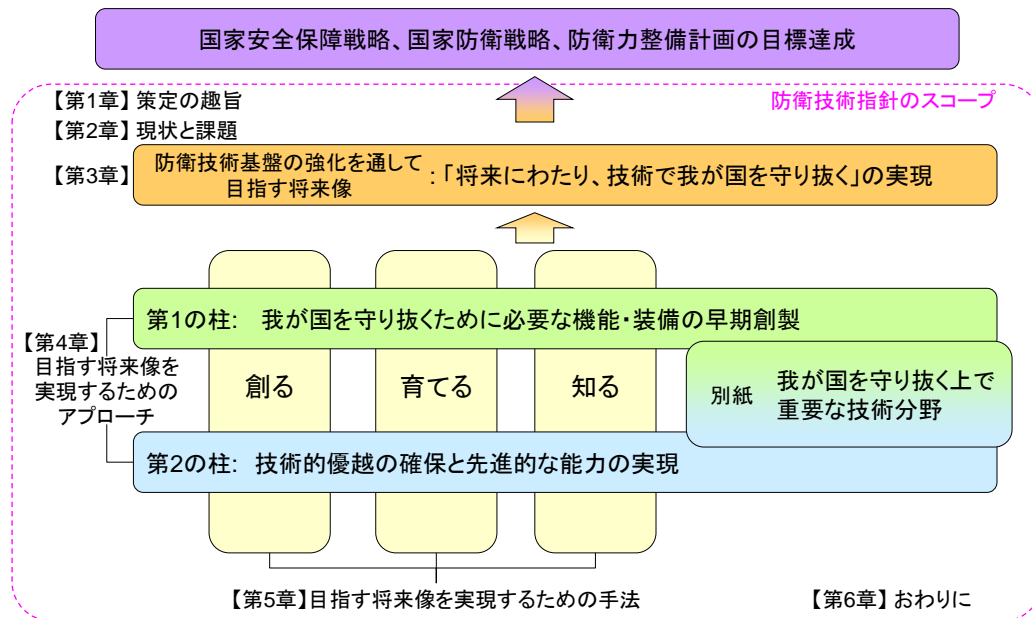 国家安全保障戦略、国家防衛戦略、防衛力整備計画の目標達成
【第1章】 策定の趣旨
防衛技術指針のスコープ
【第2章】 現状と課題
【第3章】
防衛技術基盤の強化を通して
目指す将来像
:「将来にわたり、技術で我が国を守り抜く」の実現
第1の柱: 我が国を守り抜くために必要な機能・装備の早期創製
【第4章】
目指す将来像を
実現するための
アプローチ
創る
育てる
知る
別紙
我が国を守り抜く上で
重要な技術分野
第2の柱: 技術的優越の確保と先進的な能力の実現
【第5章】目指す将来像を実現するための手法
【第6章】 おわりに